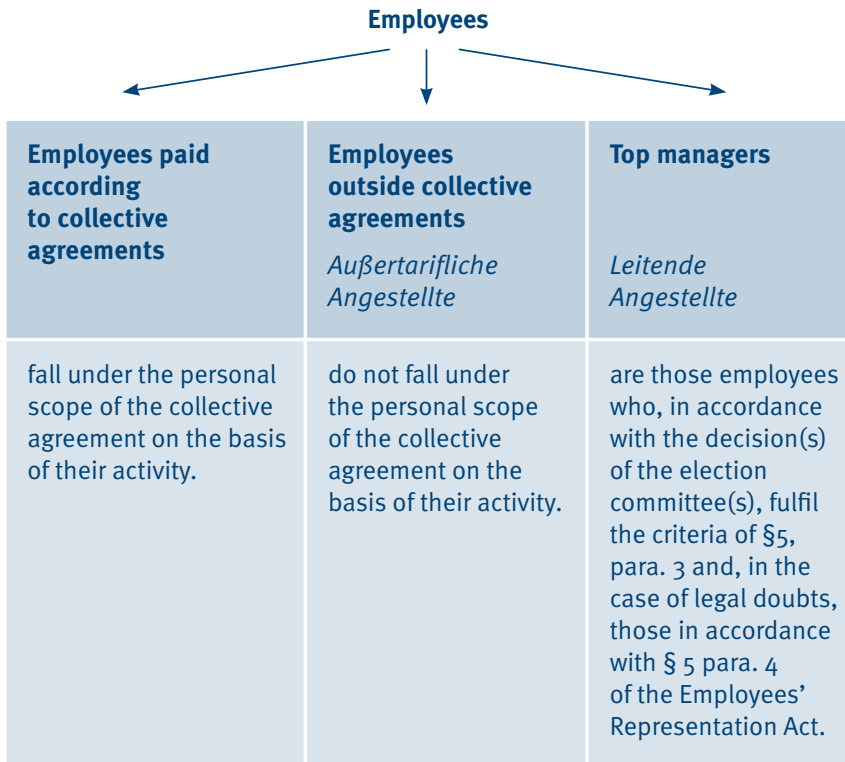 Employees
Employees paid
according
to collective
agreements
Employees
outside collective
agreements
Außertarifliche
Angestellte
Top managers
Leitende
Angestellte
fall under the personal
scope of the collective
agreement on the basis
of their activity.
do not fall under
the personal scope
of the collective
agreement on the
basis of their activity.
are those employees
who, in accordance
with the decision(s)
of the election
committee(s), fulfil
the criteria of §5,
para. 3 and, in the
case of legal doubts,
those in accordance
with § 5 para. 4
of the Employees’
Representation Act.